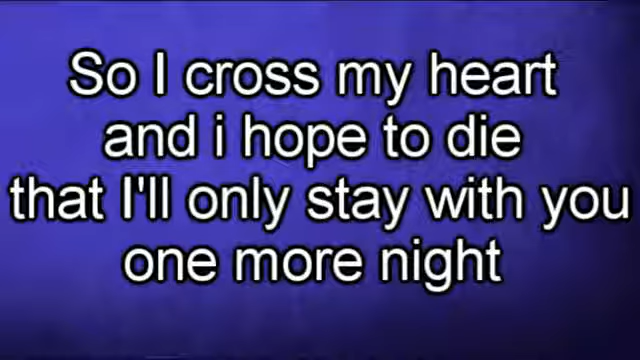 So I cross my heart
and i hope to die
that I'll only stay with you
one more night